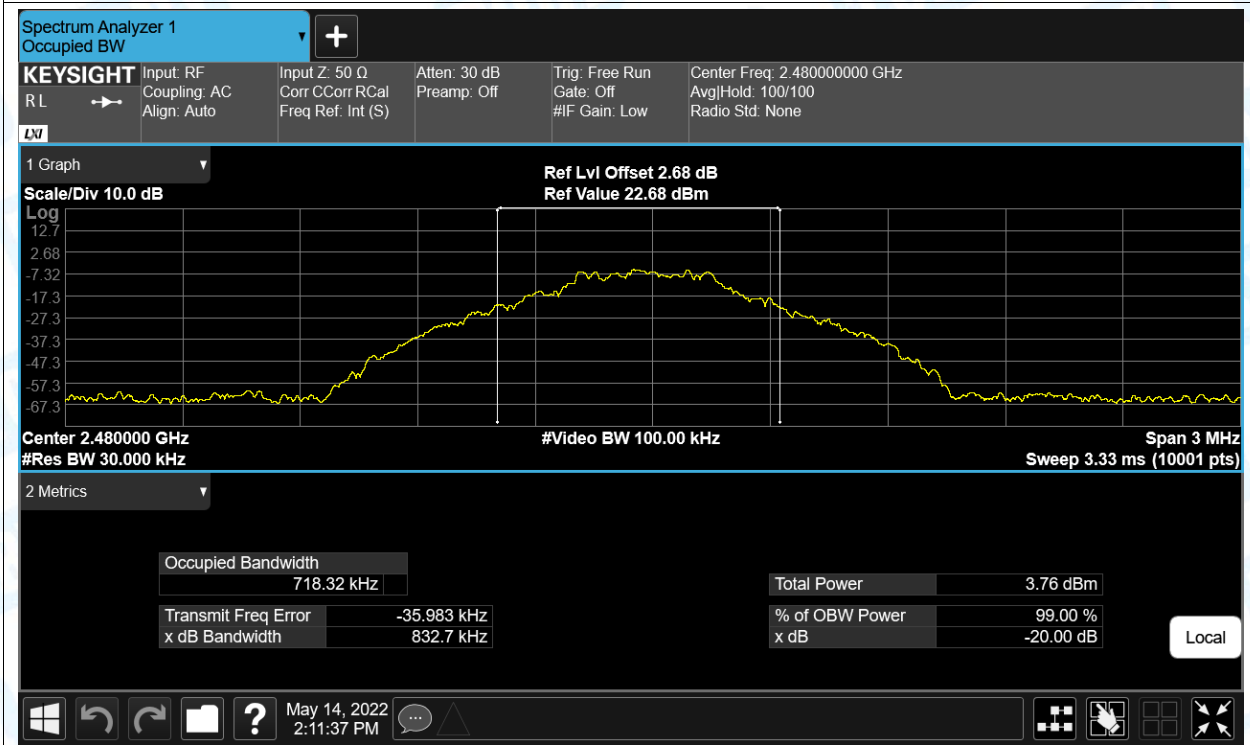 Spectrum Analyzer 1
Occupied BW
KEYSIGHT
R L
LXI
Input: RF
Coupling: AC
Align: Auto
Input Z: 50 Ω
Corr CCorr RCal
Freq Ref: Int (S)
Atten: 30 dB
Preamp: Off
Trig: Free Run
Gate: Off
#IF Gain: Low
Center Freq: 2.480000000 GHz
Avg|Hold: 100/100
Radio Std: None
1 Graph
Scale/Div 10.0 dB
Ref Lvl Offset 2.68 dB
Ref Value 22.68 dBm
Log
12.7
2.68
-7.32
-17.3
-27.3
-37.3
-47.3
-57.3
-67.3
Center 2.480000 GHz
#Res BW 30.000 kHz
#Video BW 100.00 kHz
Span 3 MHz
Sweep 3.33 ms (10001 pts)
2 Metrics
Occupied Bandwidth
718.32 kHz
Transmit Freq Error -35.983 kHz
x dB Bandwidth 832.7 kHz
Total Power 3.76 dBm
% of OBW Power 99.00 %
x dB -20.00 dB
Local
?
May 14, 2022
2:11:37 PM